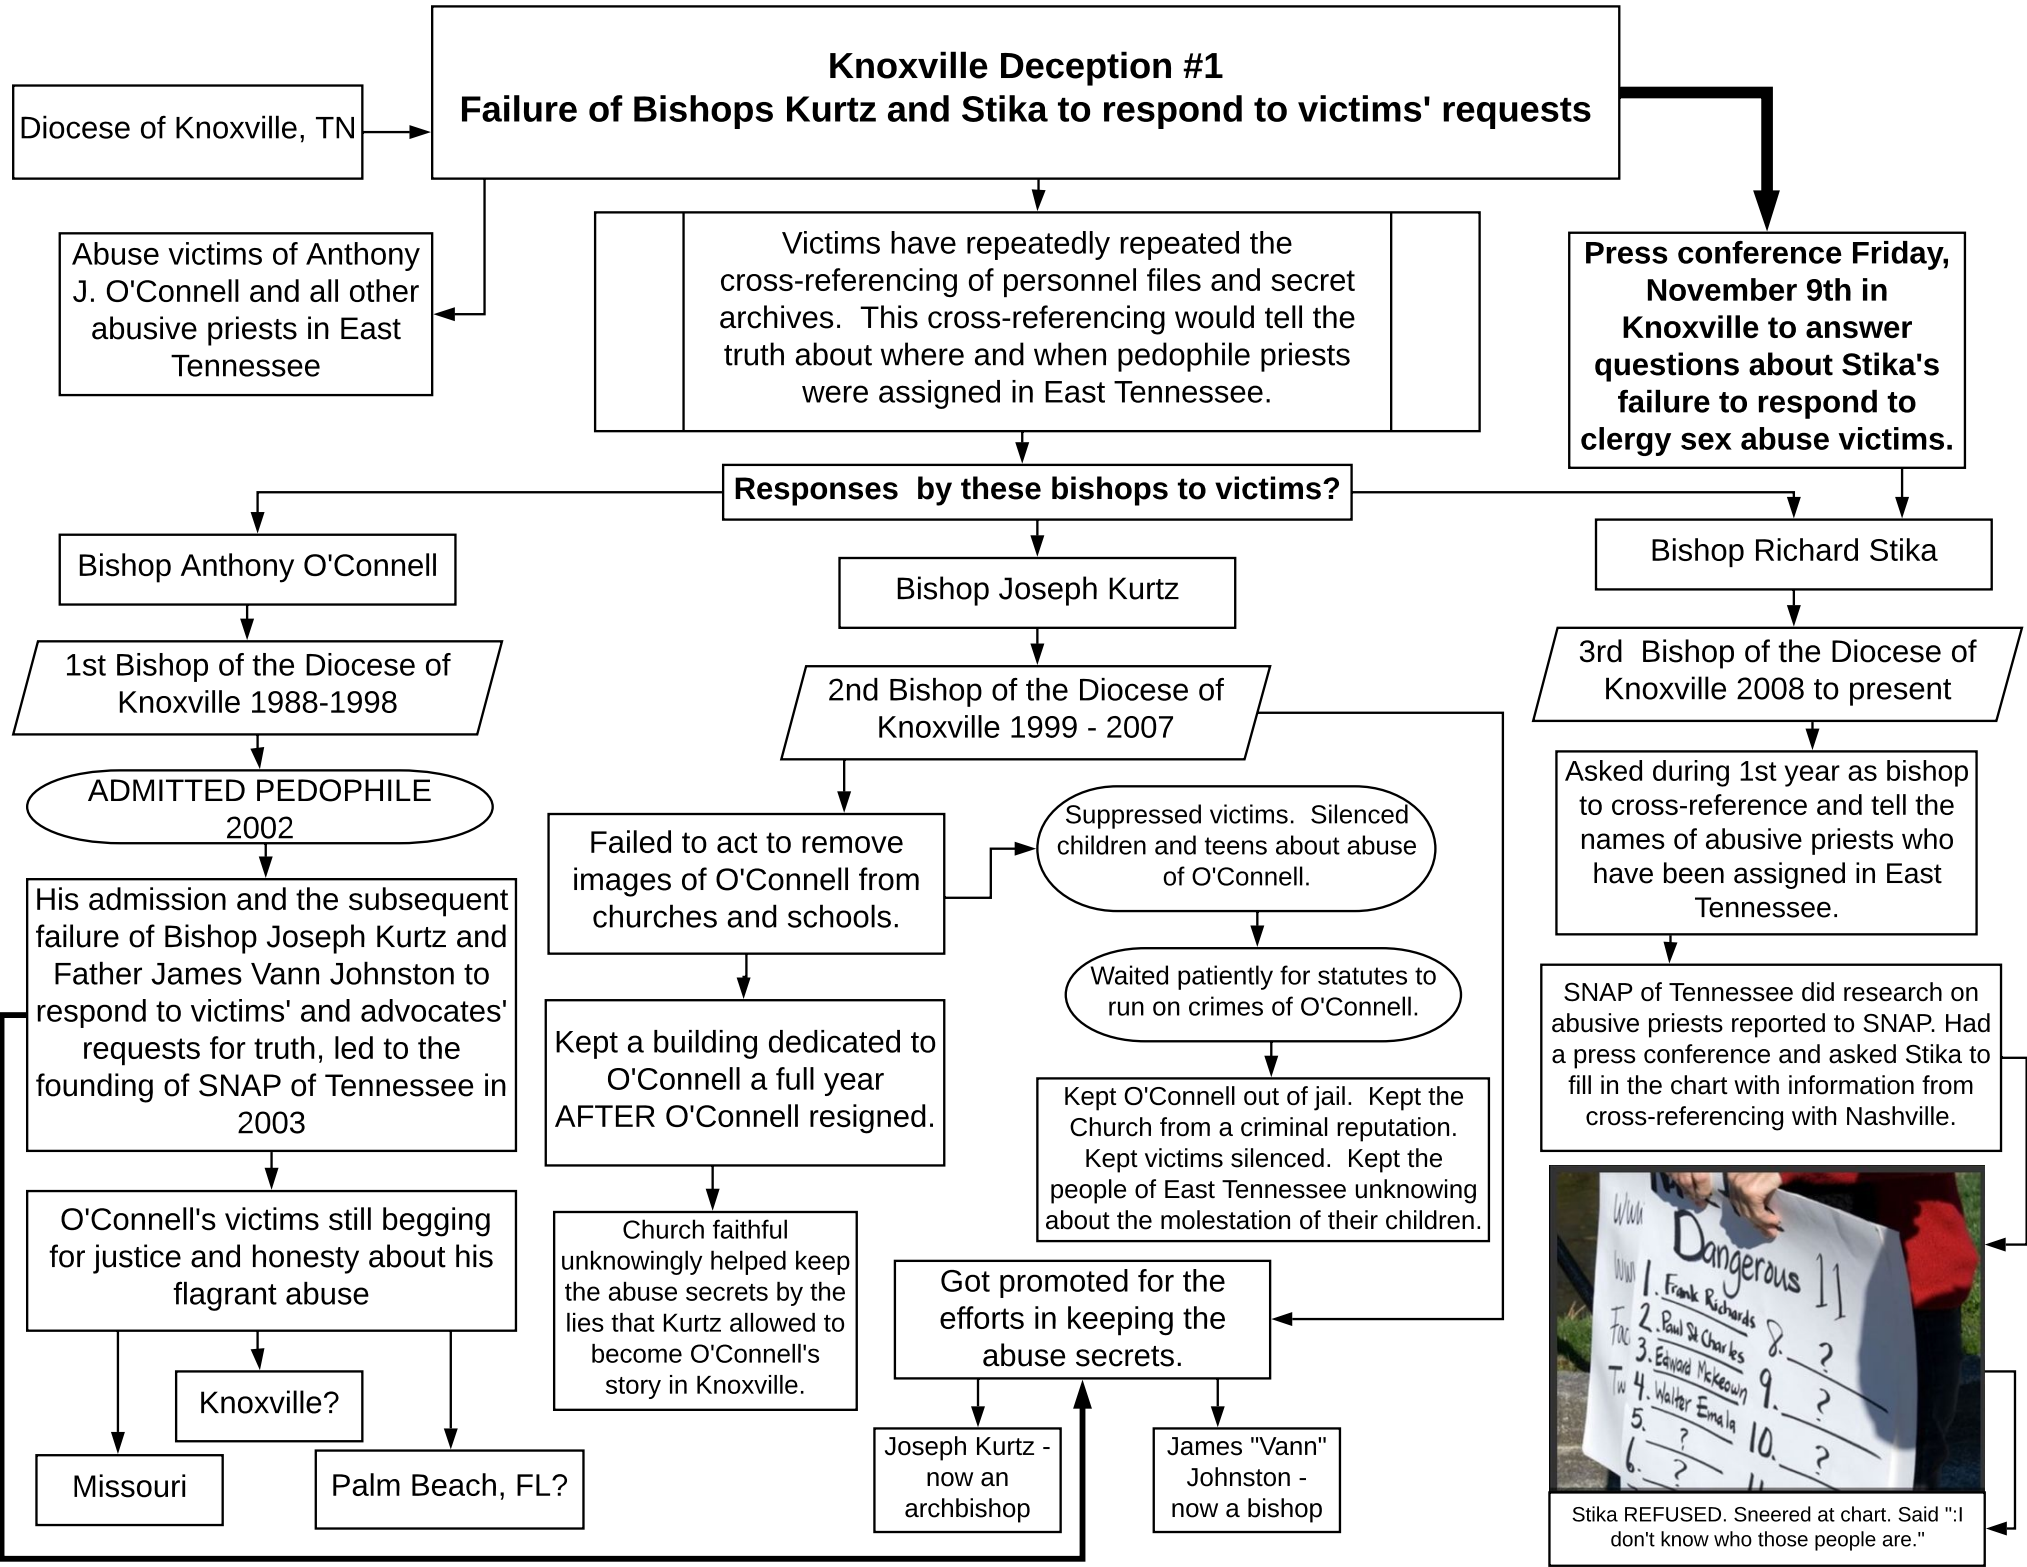 Knoxville Deception #1
Failure of Bishops Kurtz and Stika to respond to victims' requests
Diocese of Knoxville, TN
Abuse victims of Anthony
J. O'Connell and all other
abusive priests in East
Tennessee
Victims have repeatedly repeated the
cross-referencing of personnel files and secret
archives.  This cross-referencing would tell the
truth about where and when pedophile priests
were assigned in East Tennessee.
Press conference Friday,
November 9th in
Knoxville to answer
questions about Stika's
failure to respond to
clergy sex abuse victims.
Responses  by these bishops to victims?
Bishop Anthony O'Connell
1st Bishop of the Diocese of
Knoxville 1988-1998
ADMITTED PEDOPHILE
2002
His admission and the subsequent
failure of Bishop Joseph Kurtz and
Father James Vann Johnston to
respond to victims' and advocates'
requests for truth, led to the
founding of SNAP of Tennessee in
2003
O'Connell's victims still begging
for justice and honesty about his
flagrant abuse
Knoxville?
Missouri
Palm Beach, FL?
Bishop Joseph Kurtz
2nd Bishop of the Diocese of
Knoxville 1999 - 2007
Failed to act to remove
images of O'Connell from
churches and schools.
Kept a building dedicated to
O'Connell a full year
AFTER O'Connell resigned.
Church faithful
unknowingly helped keep
the abuse secrets by the
lies that Kurtz allowed to
become O'Connell's
story in Knoxville.
Suppressed victims.  Silenced
children and teens about abuse
of O'Connell.
Waited patiently for statutes to
run on crimes of O'Connell.
Kept O'Connell out of jail.  Kept the
Church from a criminal reputation.
Kept victims silenced.  Kept the
people of East Tennessee unknowing
about the molestation of their children.
Got promoted for the
efforts in keeping the
abuse secrets.
Joseph Kurtz -
now an
archbishop
James "Vann"
Johnston -
now a bishop
Bishop Richard Stika
3rd  Bishop of the Diocese of
Knoxville 2008 to present
Asked during 1st year as bishop
to cross-reference and tell the
names of abusive priests who
have been assigned in East
Tennessee.
SNAP of Tennessee did research on
abusive priests reported to SNAP. Had
a press conference and asked Stika to
fill in the chart with information from
cross-referencing with Nashville.
Dangerous 11
1. Frank Richards
2. Paul St Charles
3. Edward McKeown
4. Walter Emala
5. ?
6. ?
8. ?
9. ?
10. ?
Stika REFUSED. Sneered at chart. Said ":I
don't know who those people are."